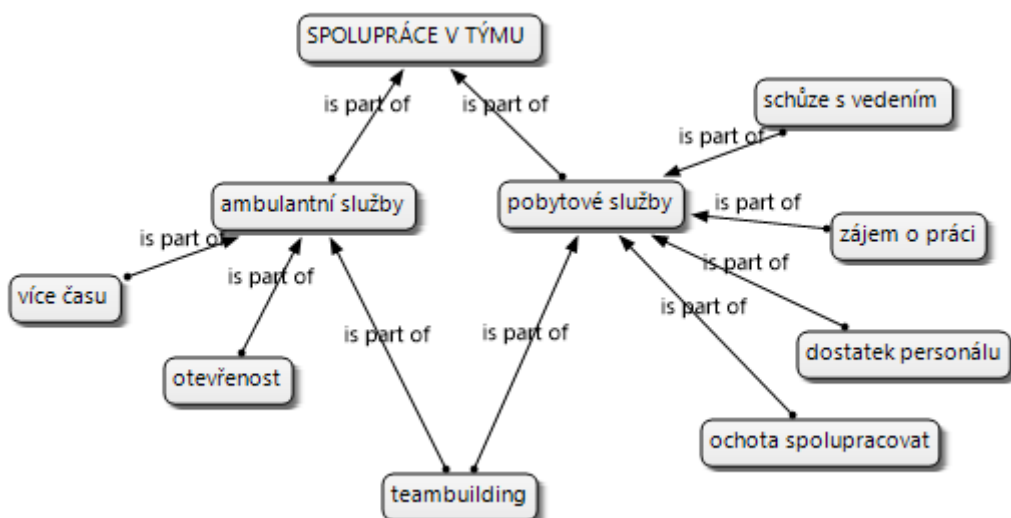 SPOLUPRÁCE V TÝMU
is part of
is part of
schůze s vedením
is part of
ambulantní služby
pobytové služby
is part of
zájem o práci
is part of
is part of
is part of
více času
is part of
is part of
is part of
otevřenost
dostatek personálu
ochota spolupracovat
teambuilding